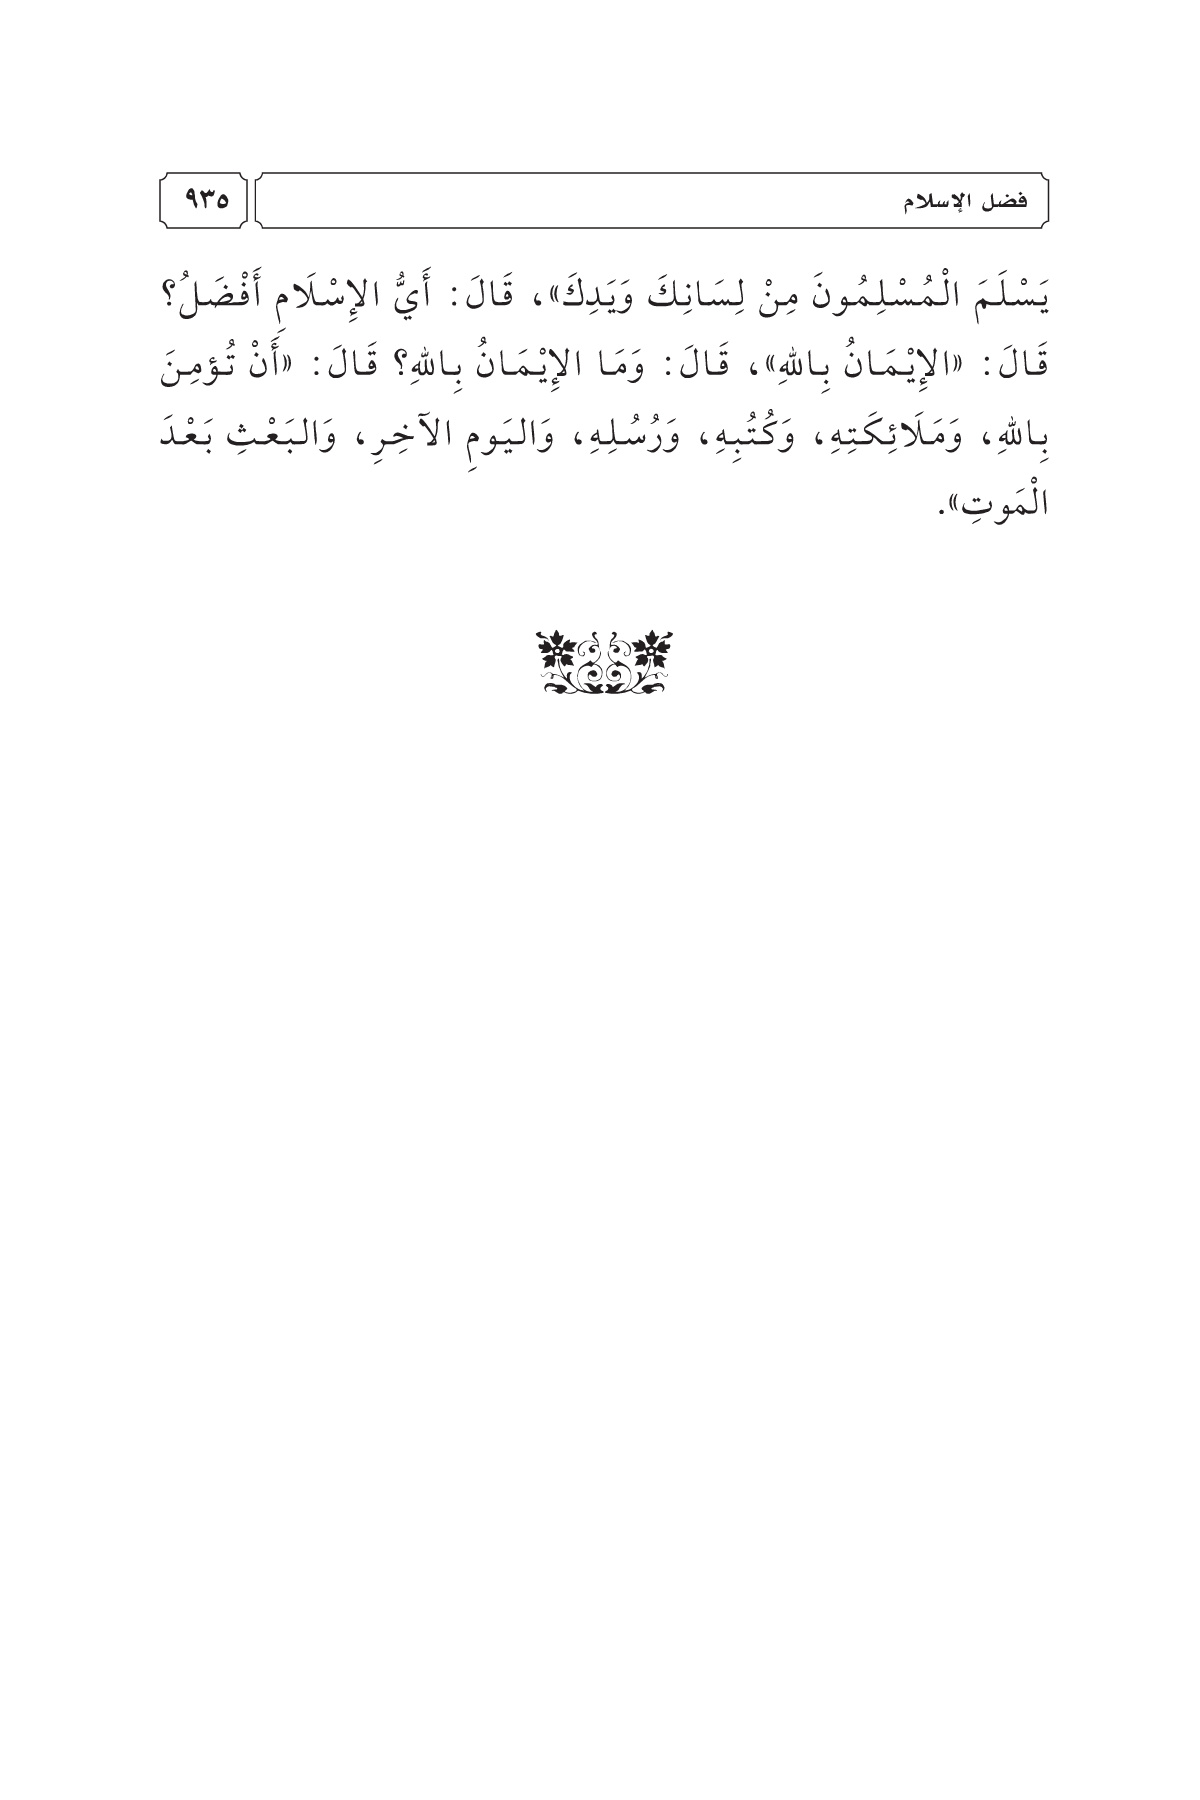 فضل الإسلام
٩٣٥
يَسْلَمَ الْمُسْلِمُونَ مِنْ لِسَانِكَ وَيَدِكَ»، قَالَ: أَيُّ الإِسْلَامِ أَفْضَلُ؟
قَالَ: «الإِيْمَانُ بِاللهِ»، قَالَ: وَمَا الإِيْمَانُ بِاللهِ؟ قَالَ: «أَنْ تُؤمِنَ
بِاللهِ، وَمَلَائِكَتِهِ، وَكُتُبِهِ، وَرُسُلِهِ، وَاليَومِ الآخِرِ، وَالبَعْثِ بَعْدَ
الْمَوتِ».